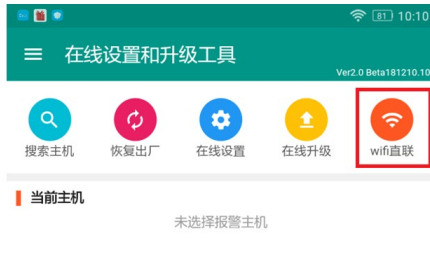 81 10:10
在线设置和升级工具
Ver2.0 Beta181210.10
搜索主机 恢复出厂 在线设置 在线升级 wifi直联
当前主机
未选择报警主机